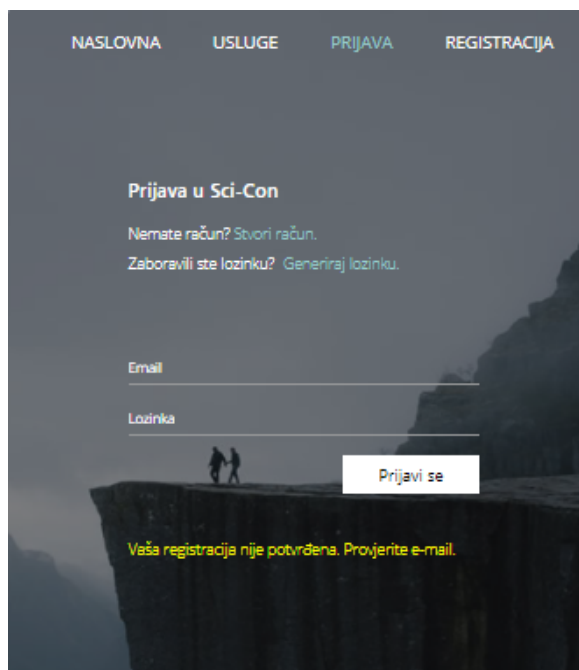 NASLOVNA USLUGE PRIJAVA REGISTRACIJA
Prijava u Sci-Con
Nemate račun? Stvori račun.
Zaboravili ste lozinku? Generiraj lozinku.
Email
Lozinka
Prijavi se
Vaša registracija nije potvrđena. Provjerite e-mail.